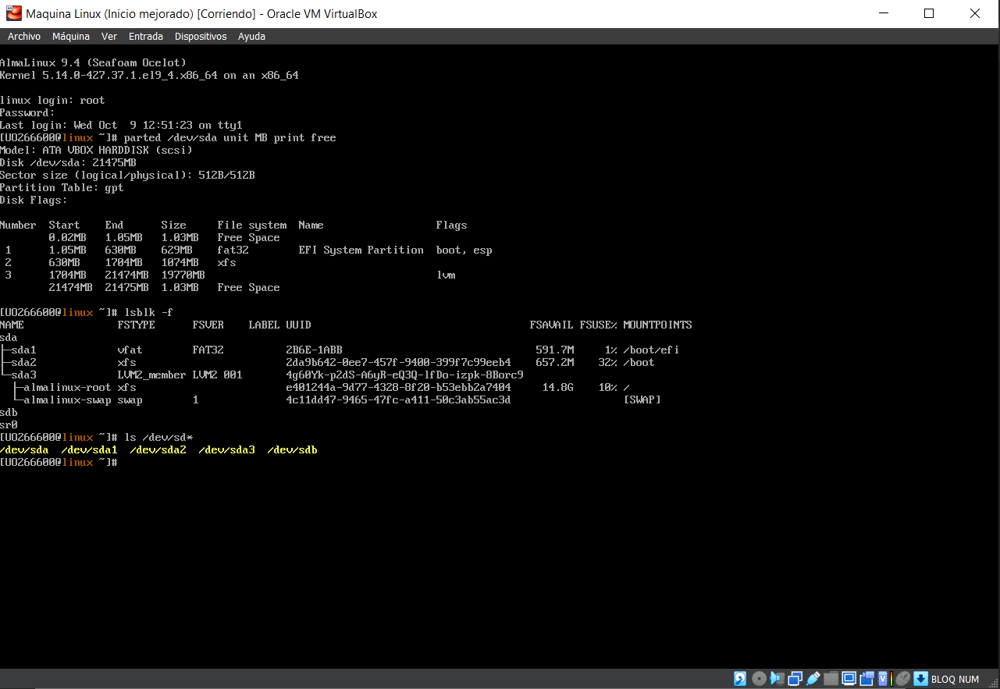 Maquina Linux (Inicio mejorado) [Corriendo] - Oracle VM VirtualBox
Archivo Máquina Ver Entrada Dispositivos Ayuda
AlmaLinux 9.4 (Seafoam Ocelot)
Kernel 5.14.0-427.37.1.el9_4.x86_64 on an x86_64
linux login: root
Password:
Last login: Wed Oct  9 12:51:23 on tty1
[UO266600@linux ~]# parted /dev/sda unit MB print free
Model: ATA VBOX HARDDISK (scsi)
Disk /dev/sda: 21475MB
Sector size (logical/physical): 512B/512B
Partition Table: gpt
Disk Flags:
Number  Start    End      Size     File system  Name                  Flags
        0.02MB   1.05MB   1.03MB   Free Space
 1      1.05MB   630MB    629MB    fat32        EFI System Partition  boot, esp
 2      630MB    1704MB   1074MB   xfs
 3      1704MB   21474MB  19770MB                                     lvm
        21474MB  21475MB  1.03MB   Free Space
[UO266600@linux ~]# lsblk -f
NAME               FSTYPE      FSVER    LABEL UUID                                   FSAVAIL FSUSE% MOUNTPOINTS
sda
├─sda1             vfat        FAT32          2B6E-1ABB                               591.7M     1% /boot/efi
├─sda2             xfs                        2da9b642-0ee7-457f-9400-399f7c99eeb4    657.2M    32% /boot
└─sda3             LVM2_member LVM2 001       4g60Yk-p2dS-A6yR-eQ3Q-lfDo-izpk-8Borc9
  ├─almalinux-root xfs                        e401244a-9d77-4328-8f20-b53ebb2a7404     14.8G    10% /
  └─almalinux-swap swap        1              4c11dd47-9465-47fc-a411-50c3ab55ac3d                  [SWAP]
sdb
sr0
[UO266600@linux ~]# ls /dev/sd*
/dev/sda  /dev/sda1  /dev/sda2  /dev/sda3  /dev/sdb
[UO266600@linux ~]#
BLOQ NUM